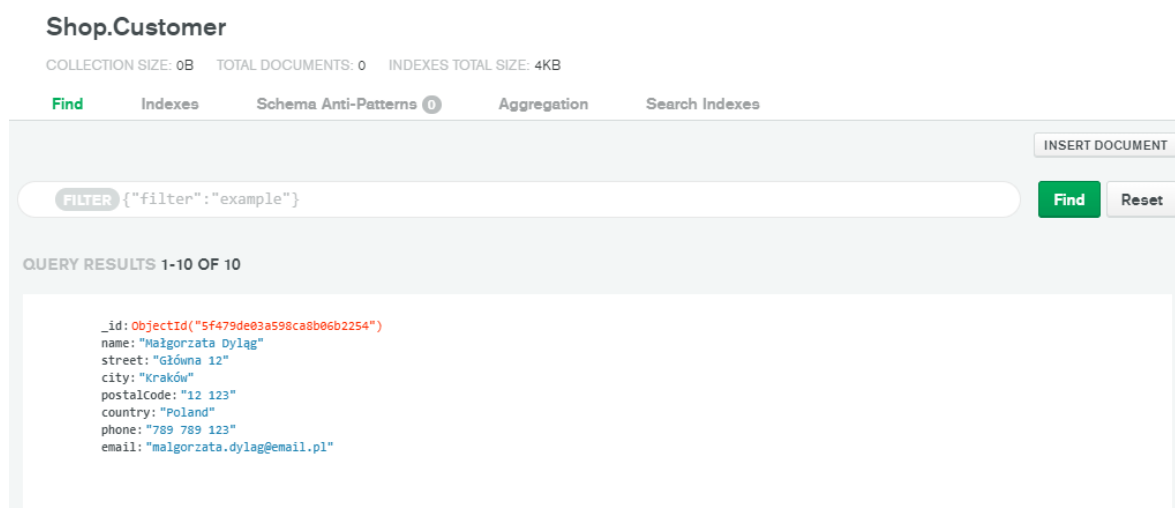 Shop.Customer
COLLECTION SIZE: 0B TOTAL DOCUMENTS: 0 INDEXES TOTAL SIZE: 4KB
Find Indexes Schema Anti-Patterns 0 Aggregation Search Indexes
INSERT DOCUMENT
FILTER {"filter":"example"} Find Reset
QUERY RESULTS 1-10 OF 10
_id: ObjectId("5f479de03a598ca8b06b2254")
name: "Małgorzata Dyląg"
street: "Główna 12"
city: "Kraków"
postalCode: "12 123"
country: "Poland"
phone: "789 789 123"
email: "malgorzata.dylag@email.pl"